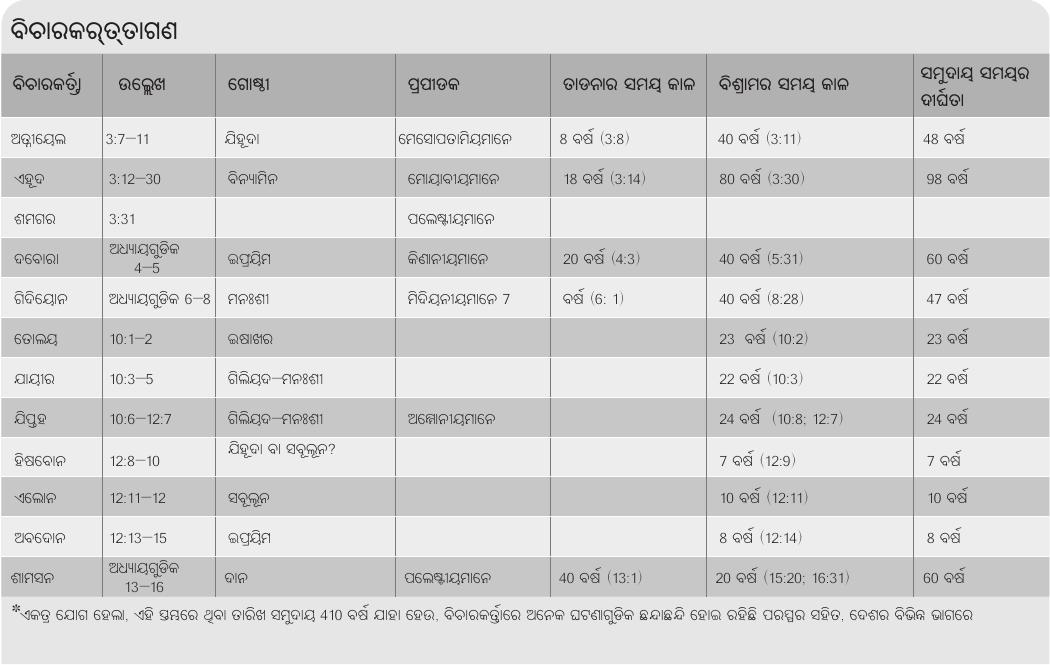 ବିଚାରକର୍ତ୍ତାଗଣ
ବିଚାରକର୍ତ୍ତା ଉଲ୍ଲେଖ ଗୋଷ୍ଠୀ ପ୍ରପୀଡକ ତାଡନାର ସମୟ କାଳ ବିଶ୍ରାମର ସମୟ କାଳ ସମୁଦାୟ ସମୟର
ଦୀର୍ଘତା
ଅତ୍ନୀୟେଲ 3:7–11 ଯିହୂଦା ମେସୋପତାମିୟମାନେ 8 ବର୍ଷ (3:8) 40 ବର୍ଷ (3:11) 48 ବର୍ଷ
ଏହୂଦ 3:12–30 ବିନ୍ୟାମିନ ମୋୟାବୀୟମାନେ 18 ବର୍ଷ (3:14) 80 ବର୍ଷ (3:30) 98 ବର୍ଷ
ଶମଗର 3:31 ପଲେଷ୍ଟୀୟମାନେ
ଦବୋରା ଅଧ୍ୟାୟଗୁଡିକ
4–5 ଇଫ୍ରୟିମ କିଣାନୀୟମାନେ 20 ବର୍ଷ (4:3) 40 ବର୍ଷ (5:31) 60 ବର୍ଷ
ଗିଦିୟୋନ ଅଧ୍ୟାୟଗୁଡିକ 6–8 ମନଃଶୀ ମିଦିୟନୀୟମାନେ 7 ବର୍ଷ (6: 1) 40 ବର୍ଷ (8:28) 47 ବର୍ଷ
ତୋଲୟ 10:1–2 ଇଷାଖର 23 ବର୍ଷ (10:2) 23 ବର୍ଷ
ଯାୟୀର 10:3–5 ଗିଲିୟଦ–ମନଃଶୀ 22 ବର୍ଷ (10:3) 22 ବର୍ଷ
ଯିପ୍ତହ 10:6–12:7 ଗିଲିୟଦ–ମନଃଶୀ ଅମ୍ମୋନୀୟମାନେ 24 ବର୍ଷ (10:8; 12:7) 24 ବର୍ଷ
ହିଷବୋନ 12:8–10 ଯିହୂଦା ବା ସବୂଲୂନ? 7 ବର୍ଷ (12:9) 7 ବର୍ଷ
ଏଲୋନ 12:11–12 ସବୂଲୂନ 10 ବର୍ଷ (12:11) 10 ବର୍ଷ
ଅବଦୋନ 12:13–15 ଇଫ୍ରୟିମ 8 ବର୍ଷ (12:14) 8 ବର୍ଷ
ଶାମସନ ଅଧ୍ୟାୟଗୁଡିକ
13–16 ଦାନ ପଲେଷ୍ଟୀୟମାନେ 40 ବର୍ଷ (13:1) 20 ବର୍ଷ (15:20; 16:31) 60 ବର୍ଷ
*ଏକତ୍ର ଯୋଗ ହେଲା, ଏହି ସ୍ତମ୍ଭରେ ଥିବା ତାରିଖ ସମୁଦାୟ 410 ବର୍ଷ ଯାହା ହେଉ, ବିଚାରକର୍ତ୍ତାରେ ଅନେକ ଘଟଣାଗୁଡିକ ଛନ୍ଦାଛନ୍ଦି ହୋଇ ରହିଛି ପରସ୍ପର ସହିତ, ଦେଶର ବିଭିନ୍ନ ଭାଗରେ